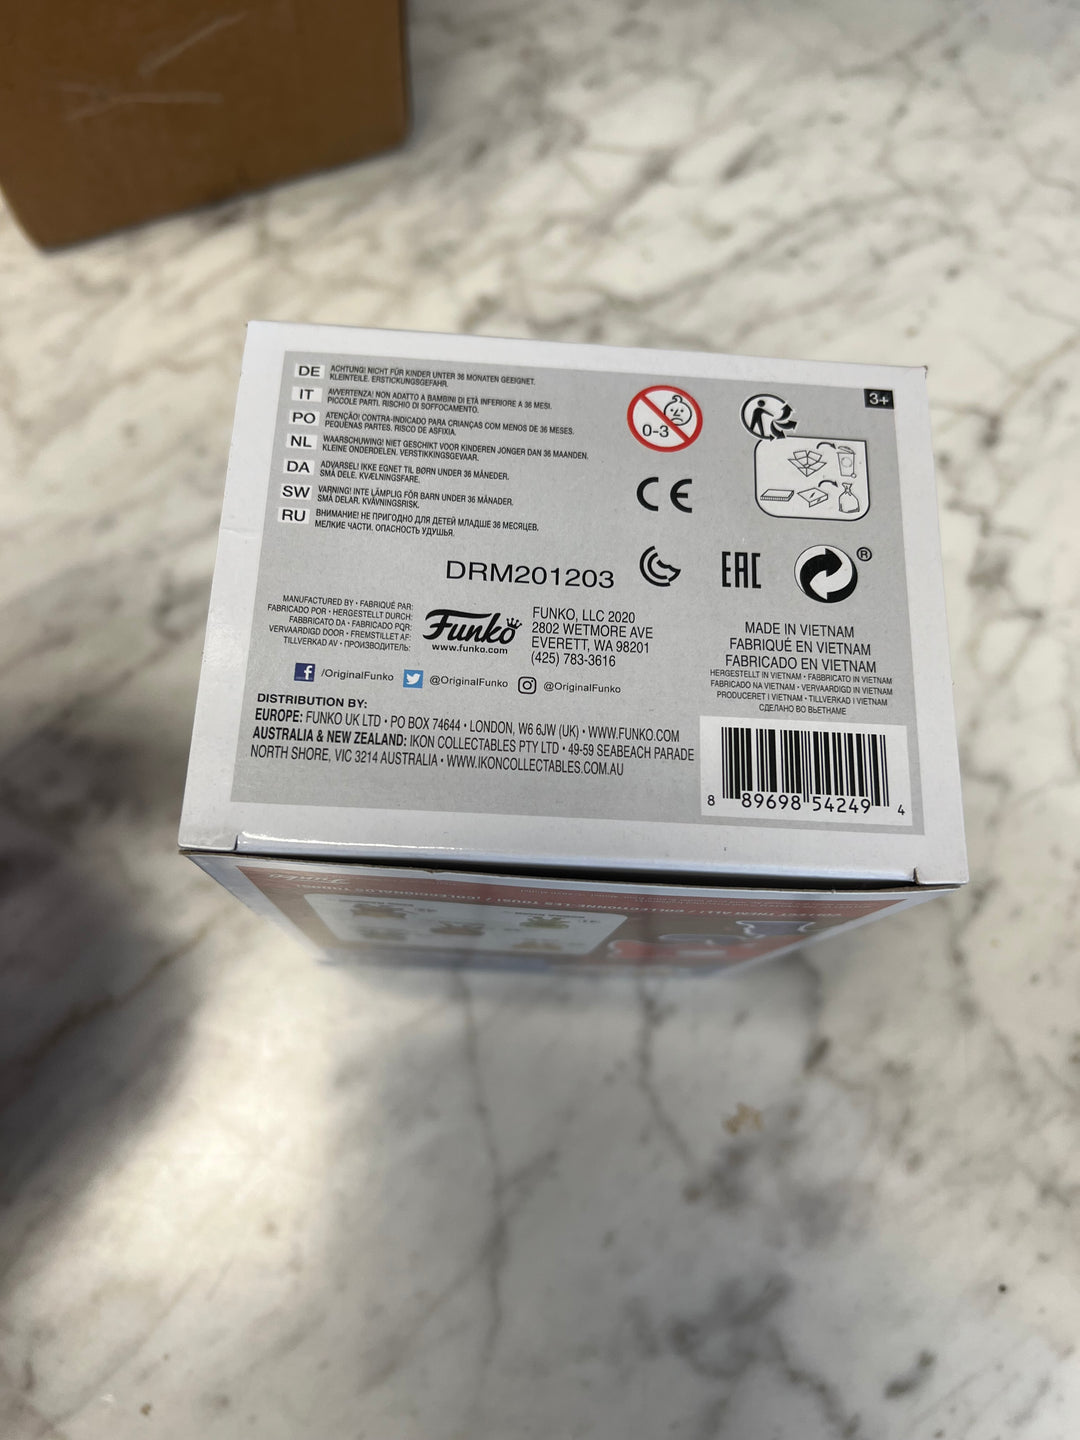 DE ACHTUNG! NICHT FÜR KINDER UNTER 36 MONATEN GEEIGNET.
KLEINTEILE. ERSTICKUNGSGEFAHR.
IT AVVERTENZA! NON ADATTO A BAMBINI DI ETÀ INFERIORE A 36 MESI.
PICCOLE PARTI. RISCHIO DI SOFFOCAMENTO.
PO ATENÇÃO! CONTRA-INDICADO PARA CRIANÇAS COM MENOS DE 36 MESES.
PEQUENAS PARTES. RISCO DE ASFIXIA.
NL WAARSCHUWING! NIET GESCHIKT VOOR KINDEREN JONGER DAN 36 MAANDEN.
KLEINE ONDERDELEN. VERSTIKKINGSGEVAAR.
DA ADVARSEL! IKKE EGNET TIL BØRN UNDER 36 MÅNEDER.
SMÅ DELE. KVÆLNINGSFARE.
SW VARNING! INTE LÄMPLIG FÖR BARN UNDER 36 MÅNADER.
SMÅ DELAR. KVÄVNINGSRISK.
RU ВНИМАНИЕ! НЕ ПРИГОДНО ДЛЯ ДЕТЕЙ МЛАДШЕ 36 МЕСЯЦЕВ.
МЕЛКИЕ ЧАСТИ. ОПАСНОСТЬ УДУШЬЯ.
0-3
3+
CE
DRM201203
EAC
®
MANUFACTURED BY • FABRIQUÉ PAR:
FABRICADO POR • HERGESTELLT DURCH:
FABBRICATO DA • FABRICADO POR:
VERVAARDIGD DOOR • FREMSTILLET AF:
TILLVERKAD AV • ПРОИЗВОДИТЕЛЬ:
Funko
www.funko.com
FUNKO, LLC 2020
2802 WETMORE AVE
EVERETT, WA 98201
(425) 783-3616
/OriginalFunko @OriginalFunko @OriginalFunko
MADE IN VIETNAM
FABRIQUÉ EN VIETNAM
FABRICADO EN VIETNAM
HERGESTELLT IN VIETNAM • FABBRICATO IN VIETNAM
FABRICADO NA VIETNAM • VERVAARDIGD IN VIETNAM
PRODUCERET I VIETNAM • TILLVERKAD I VIETNAM
СДЕЛАНО ВО ВЬЕТНАМЕ
DISTRIBUTION BY:
EUROPE: FUNKO UK LTD • PO BOX 74644 • LONDON, W6 6JW (UK) • WWW.FUNKO.COM
AUSTRALIA & NEW ZEALAND: IKON COLLECTABLES PTY LTD • 49-59 SEABEACH PARADE
NORTH SHORE, VIC 3214 AUSTRALIA • WWW.IKONCOLLECTABLES.COM.AU
8 89698 54249 4
Funko